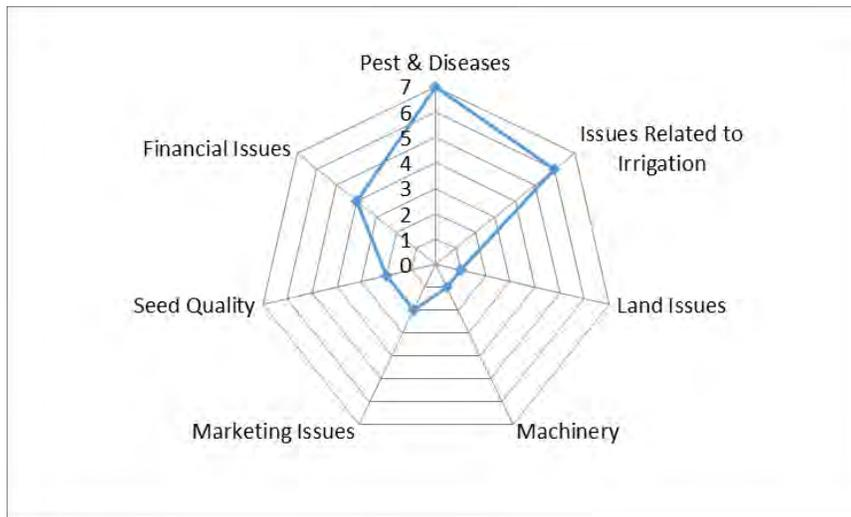 Pest & Diseases
7
6
5
4
3
2
1
0
Issues Related to
Irrigation
Land Issues
Machinery
Marketing Issues
Seed Quality
Financial Issues